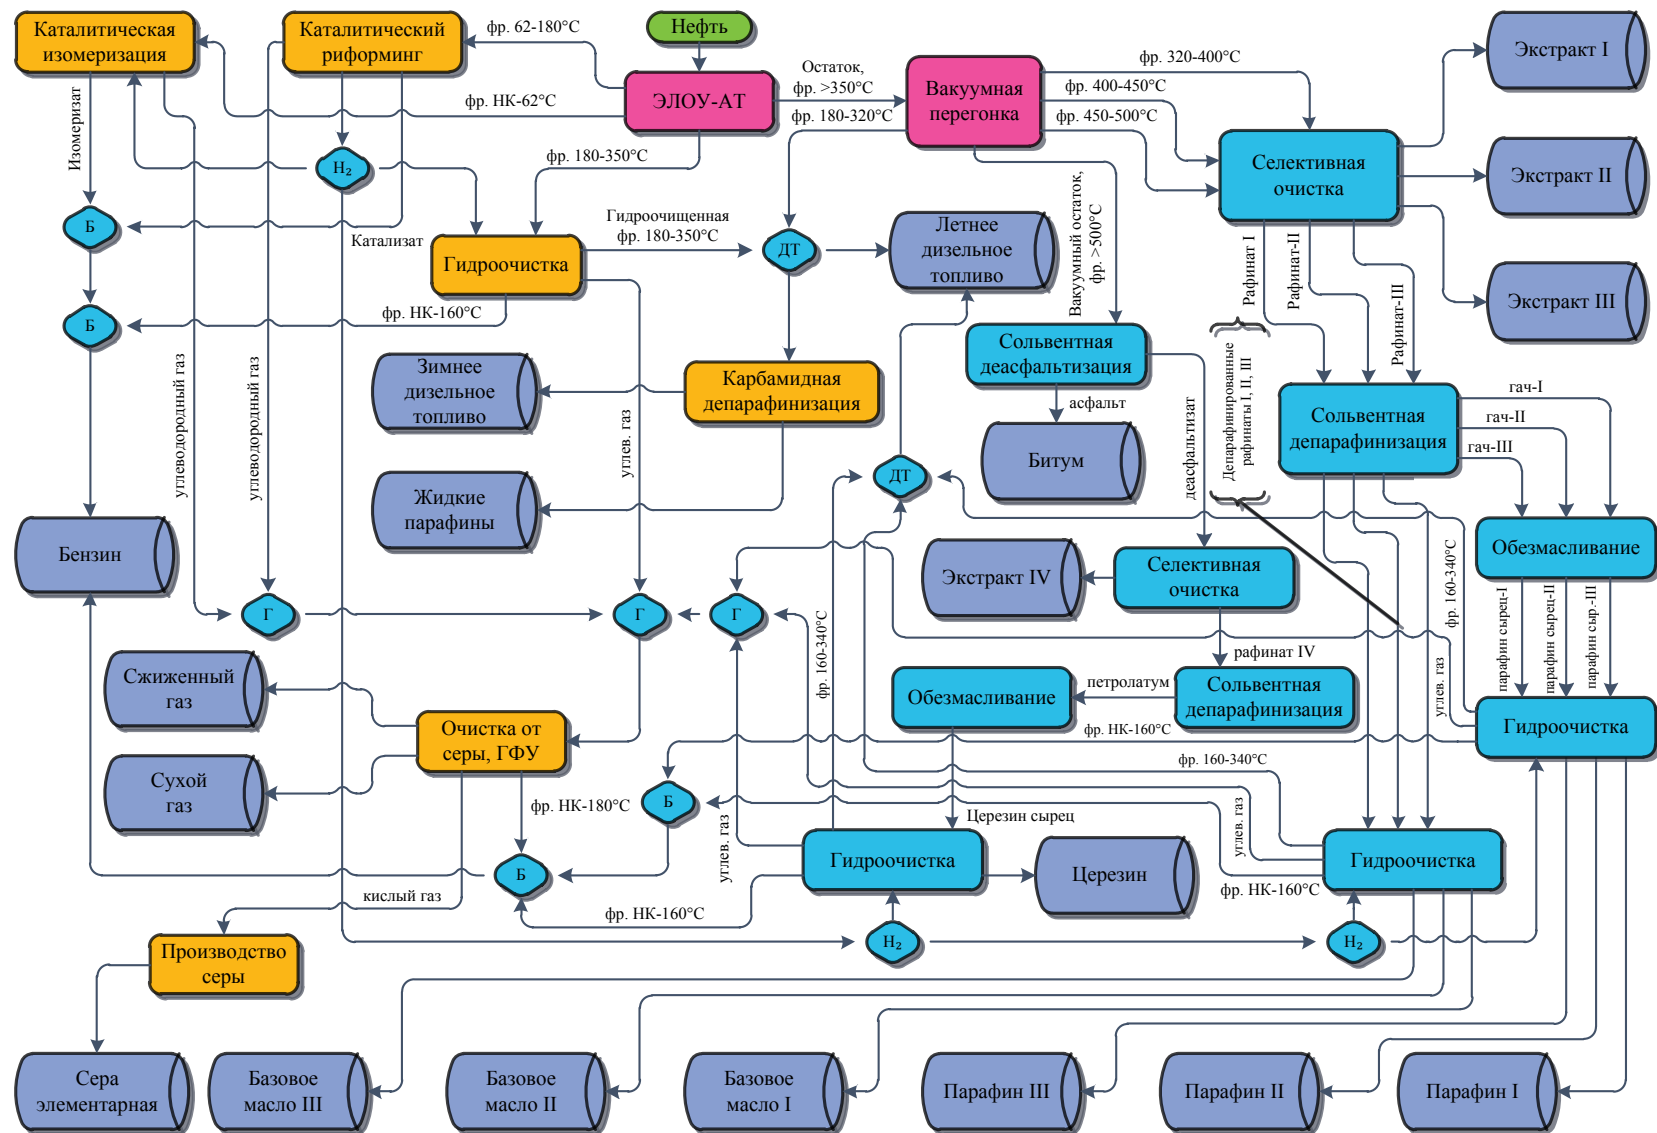 Каталитическая
изомеризация
Каталитический
риформинг
фр. 62-180°С
Нефть
ЭЛОУ-АТ
фр. НК-62°С
Остаток,
фр. >350°С
фр. 180-320°С
фр. 180-350°С
Вакуумная
перегонка
фр. 320-400°С
фр. 400-450°С
фр. 450-500°С
Селективная
очистка
Экстракт I
Экстракт II
Экстракт III
Изомеризат
H₂
Б
Катализат
Гидроочищенная
фр. 180-350°С
Гидроочистка
ДТ
Летнее
дизельное
топливо
Вакуумный остаток,
фр. >500°С
Рафинат I
Рафинат-II
Рафинат-III
Б
фр. НК-160°С
углеводородный газ
углеводородный газ
углев. газ
Зимнее
дизельное
топливо
Карбамидная
депарафинизация
Жидкие
парафины
Сольвентная
деасфальтизация
асфальт
Битум
деасфальтизат
Депарафинированные
рафинаты I, II, III
Сольвентная
депарафинизация
гач-I
гач-II
гач-III
ДТ
Обезмасливание
Бензин
Г
Г
Г
Экстракт IV
Селективная
очистка
рафинат IV
фр. 160-340°С
фр. 160-340°С
углев. газ
парафин сырец-I
парафин сырец-II
парафин сыр.-III
Сжиженный
газ
Сухой
газ
Очистка от
серы, ГФУ
Обезмасливание
петролатум
Сольвентная
депарафинизация
Гидроочистка
фр. НК-160°С
фр. 160-340°С
фр. НК-180°С
Б
Церезин сырец
углев. газ
углев. газ
Б
Гидроочистка
Церезин
Гидроочистка
фр. НК-160°С
кислый газ
фр. НК-160°С
H₂
H₂
Производство
серы
Сера
элементарная
Базовое
масло III
Базовое
масло II
Базовое
масло I
Парафин III
Парафин II
Парафин I